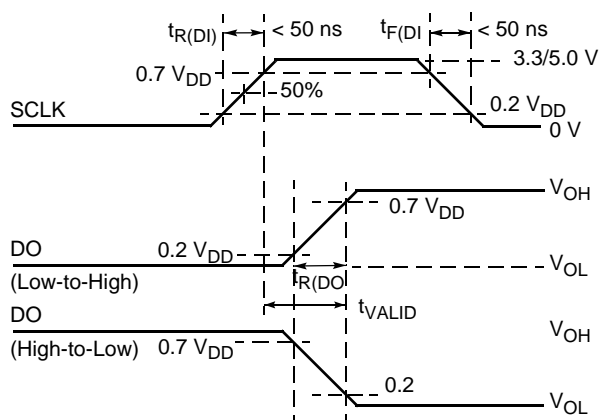 tR(DI) < 50 ns tF(DI < 50 ns
3.3/5.0 V
0.7 VDD
50%
SCLK 0.2 VDD
0 V
VOH
0.7 VDD
DO 0.2 VDD
(Low-to-High) tR(DO VOL
DO tVALID VOH
(High-to-Low) 0.7 VDD
0.2
VOL